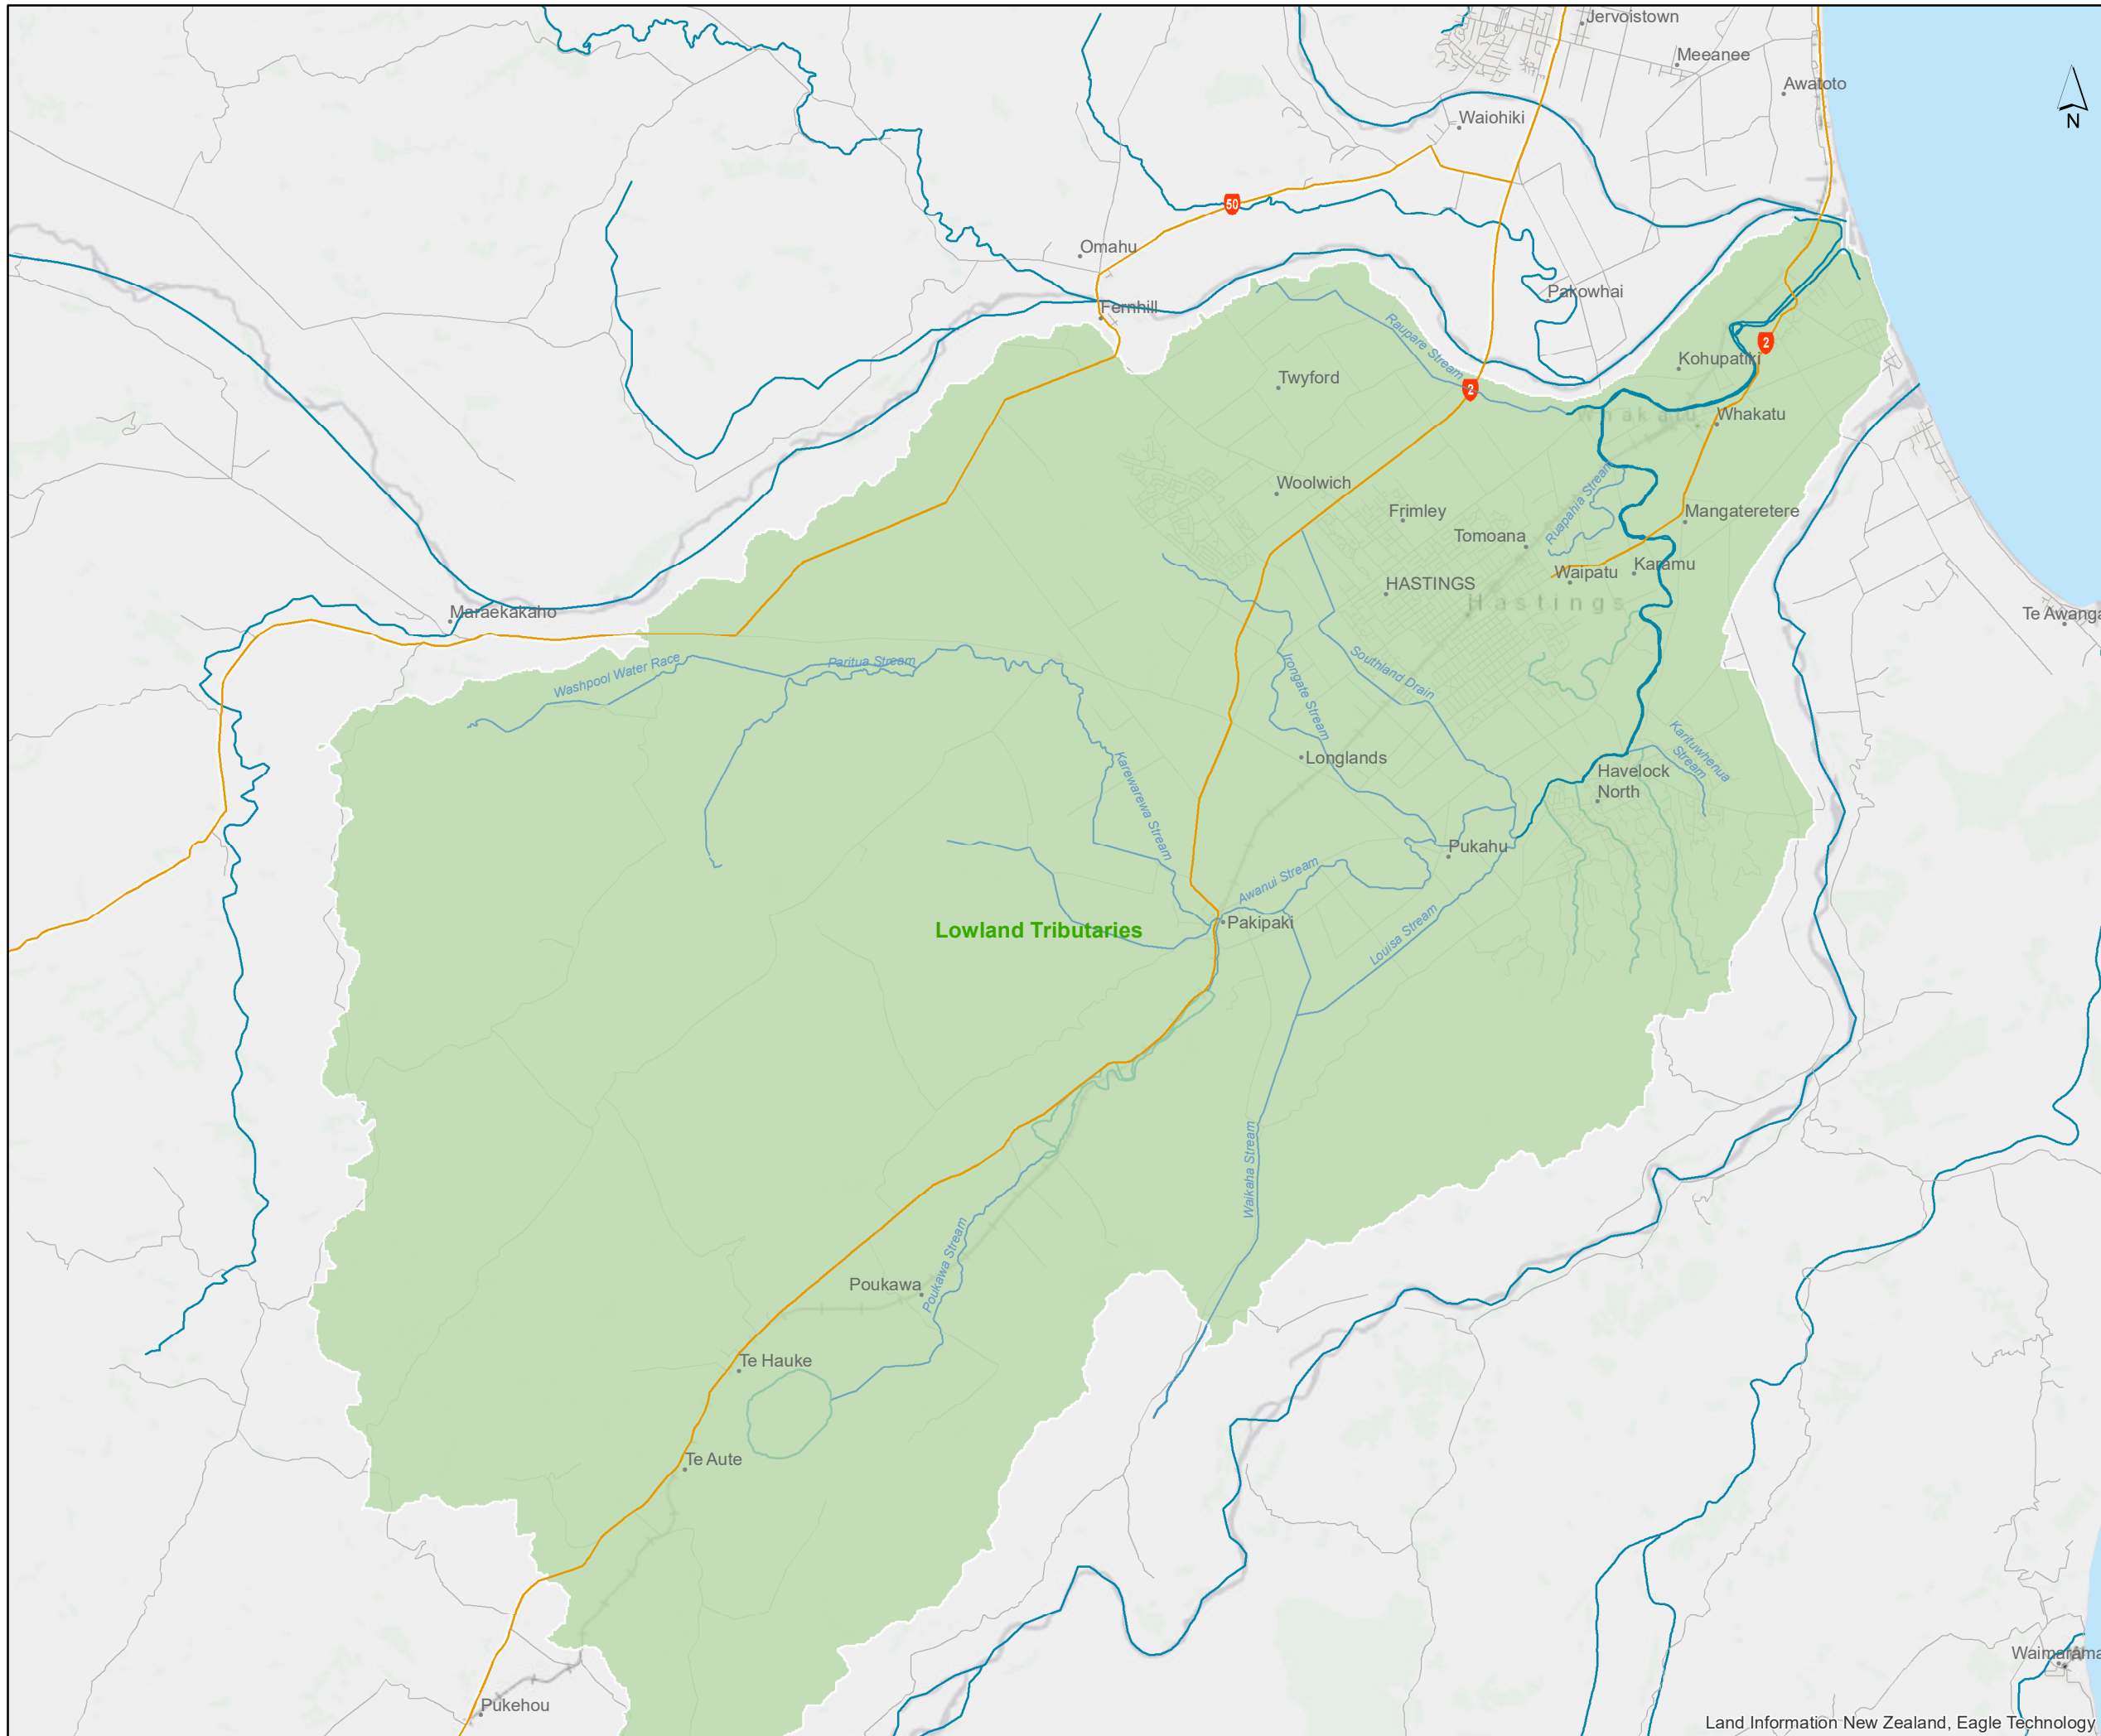 Jervoistown
Meeanee
Awatoto
N
Waiohiki
50
Omahu
Pakowhai
Fernhill
Raupare Stream
2
Kohupatiki
Twyford
2
Whakatu
Whakatu
Woolwich
Frimley
Ruapahia Stream
Mangateretere
Tomoana
Karamu
Waipatu
HASTINGS
Hastings
Maraekakaho
Te Awanga
Washpool Water Race
Paritua Stream
Irongate Stream
Southland Drain
Karituwhenua
Stream
Karewarewa Stream
Longlands
Havelock
North
Pukahu
Awanui Stream
Pakipaki
Lowland Tributaries
Louisa Stream
Waikaha Stream
Poukawa Stream
Poukawa
Te Hauke
Te Aute
Waimarama
Pukehou
Land Information New Zealand, Eagle Technology